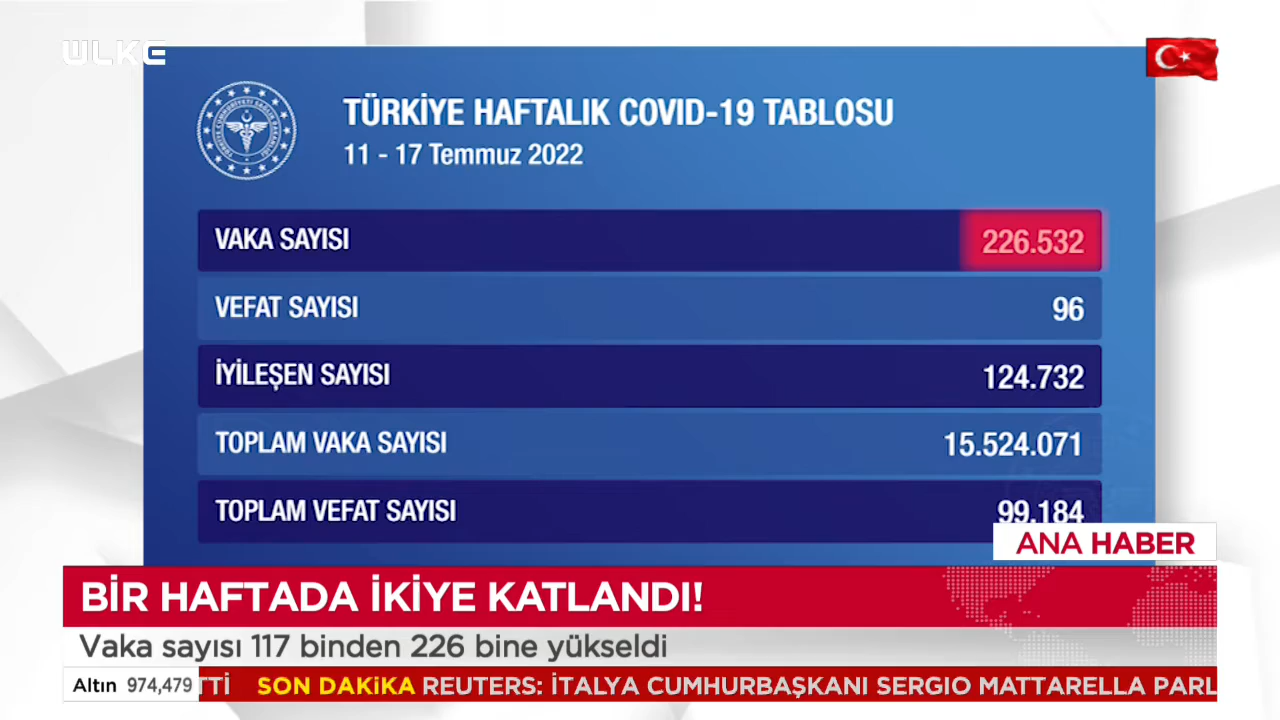 ÜLKE
TÜRKİYE HAFTALIK COVID-19 TABLOSU
11 - 17 Temmuz 2022
VAKA SAYISI 226.532
VEFAT SAYISI 96
İYİLEŞEN SAYISI 124.732
TOPLAM VAKA SAYISI 15.524.071
TOPLAM VEFAT SAYISI 99.184
ANA HABER
BİR HAFTADA İKİYE KATLANDI!
Vaka sayısı 117 binden 226 bine yükseldi
Altın 974,479 TTİ SON DAKİKA REUTERS: İTALYA CUMHURBAŞKANI SERGIO MATTARELLA PARL